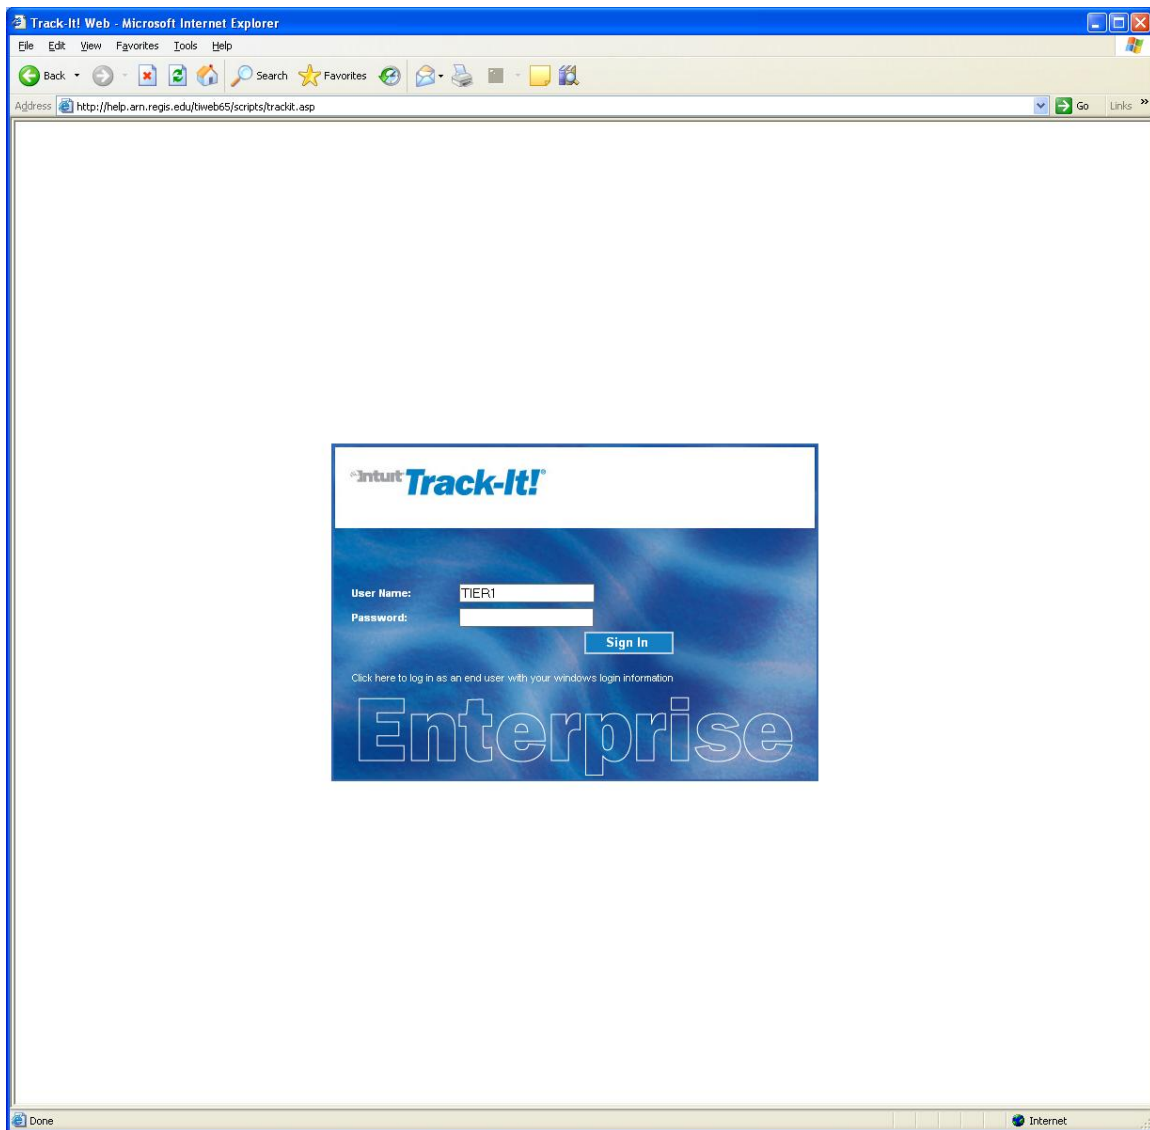 Track-It! Web - Microsoft Internet Explorer
File Edit View Favorites Tools Help
Back Search Favorites
Address http://help.arn.regis.edu/tiweb65/scripts/trackit.asp Go Links »
Intuit Track-It!®
User Name: TIER1
Password:
Sign In
Click here to log in as an end user with your windows login information
Enterprise
Done Internet